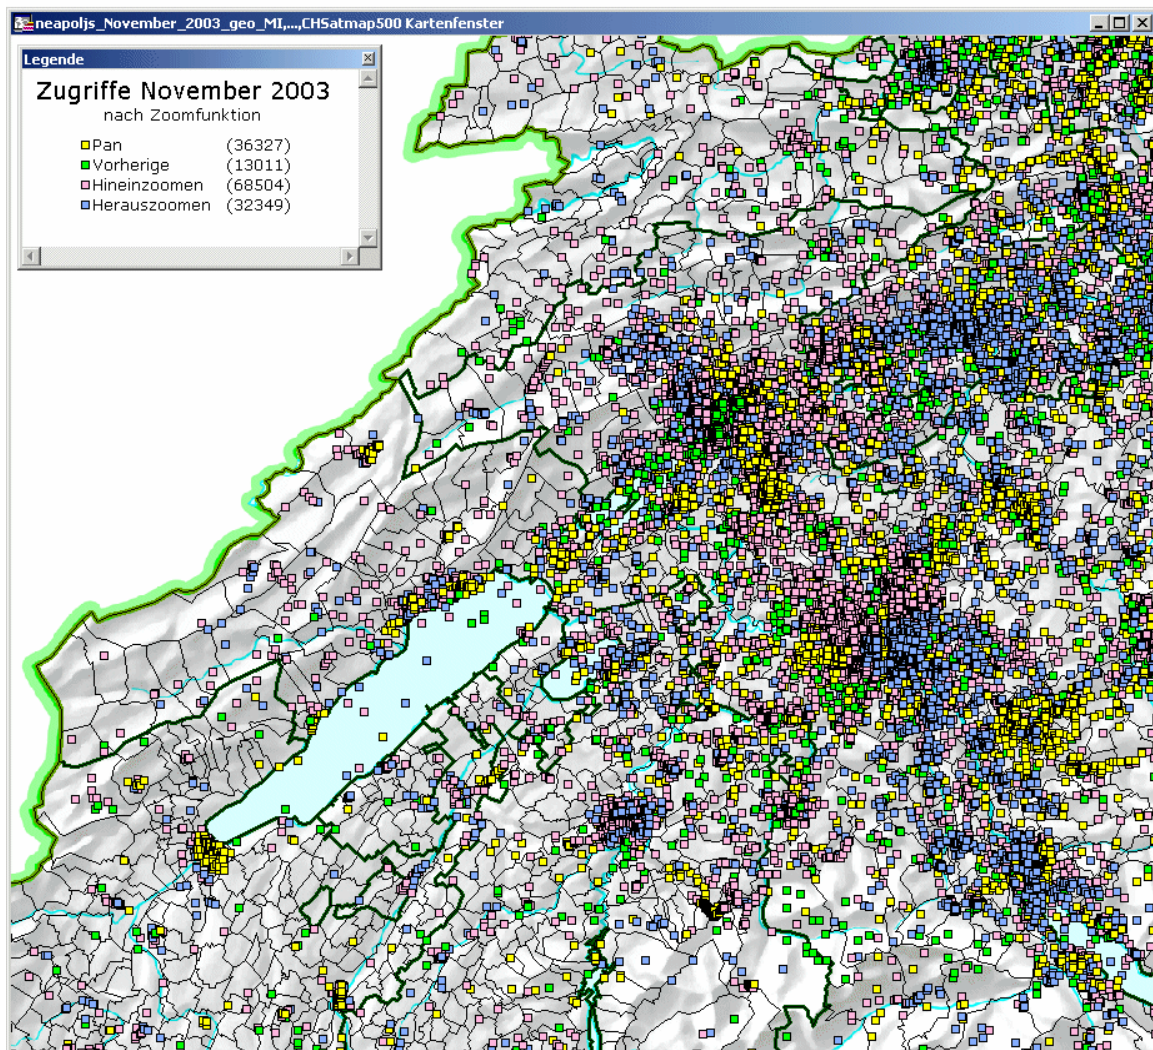 neapoljs_November_2003_geo_MI,...,CHSatmap500 Kartenfenster
Legende
Zugriffe November 2003
nach Zoomfunktion
Pan (36327)
Vorherige (13011)
Hineinzoomen (68504)
Herauszoomen (32349)